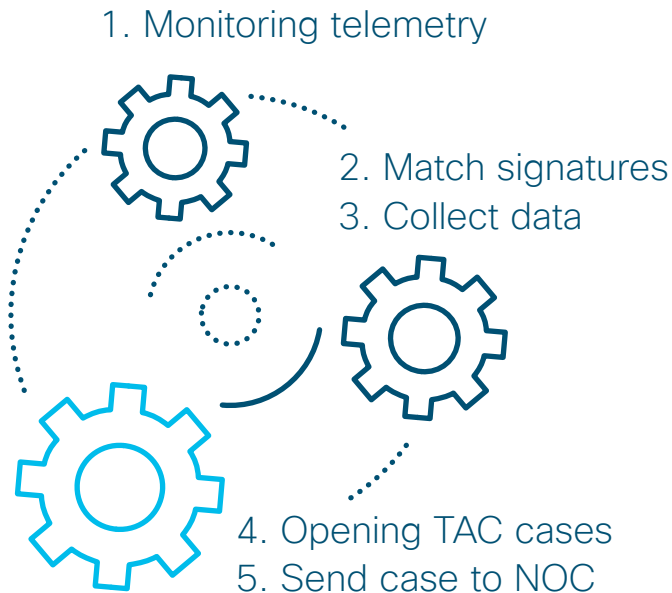 1. Monitoring telemetry
2. Match signatures
3. Collect data
4. Opening TAC cases
5. Send case to NOC